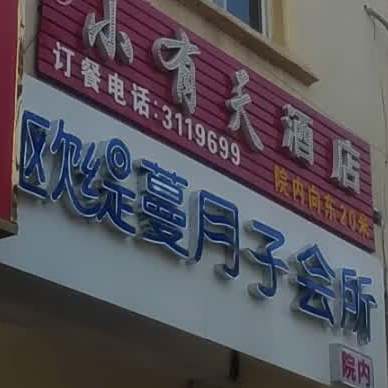 小有天酒店
订餐电话:3119699
院内向东20米
欧缇蔓月子会所
院内